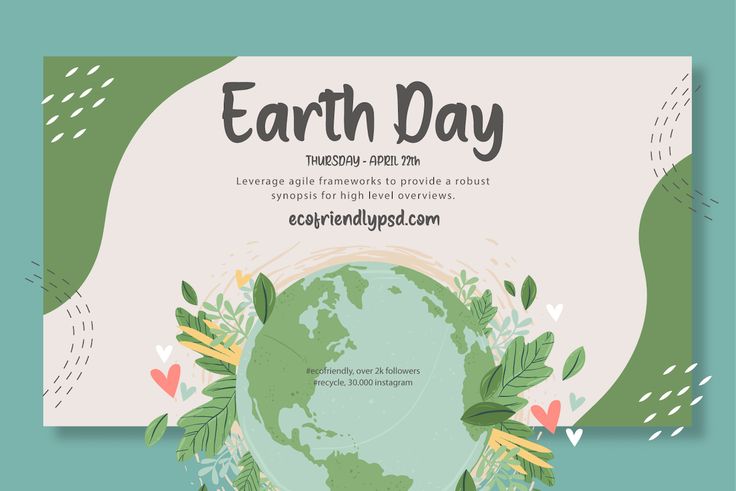 Earth Day
THURSDAY - APRIL 22th
Leverage agile frameworks to provide a robust
synopsis for high level overviews.
ecofriendlypsd.com
#ecofriendly, over 2k followers
#recycle, 30.000 instagram